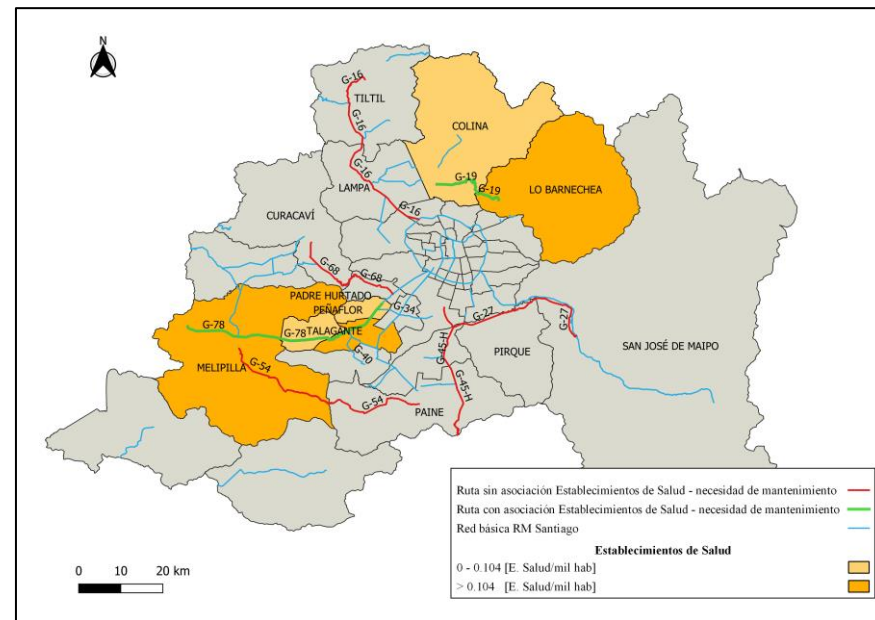 N
G-16
TILTIL
G-16
COLINA
G-16
G-19
G-19
LO BARNECHEA
LAMPA
G-16
CURACAVÍ
G-68
G-68
PADRE HURTADO
PEÑAFLOR
G-34
G-78
G-78
TALAGANTE
G-27
G-27
G-40
G-45-H
PIRQUE
SAN JOSÉ DE MAIPO
G-54
MELIPILLA
G-45-H
G-54
PAINE
Ruta sin asociación Establecimientos de Salud - necesidad de mantenimiento
Ruta con asociación Establecimientos de Salud - necesidad de mantenimiento
Red básica RM Santiago
Establecimientos de Salud
0 - 0.104 [E. Salud/mil hab]
> 0.104 [E. Salud/mil hab]
0 10 20 km